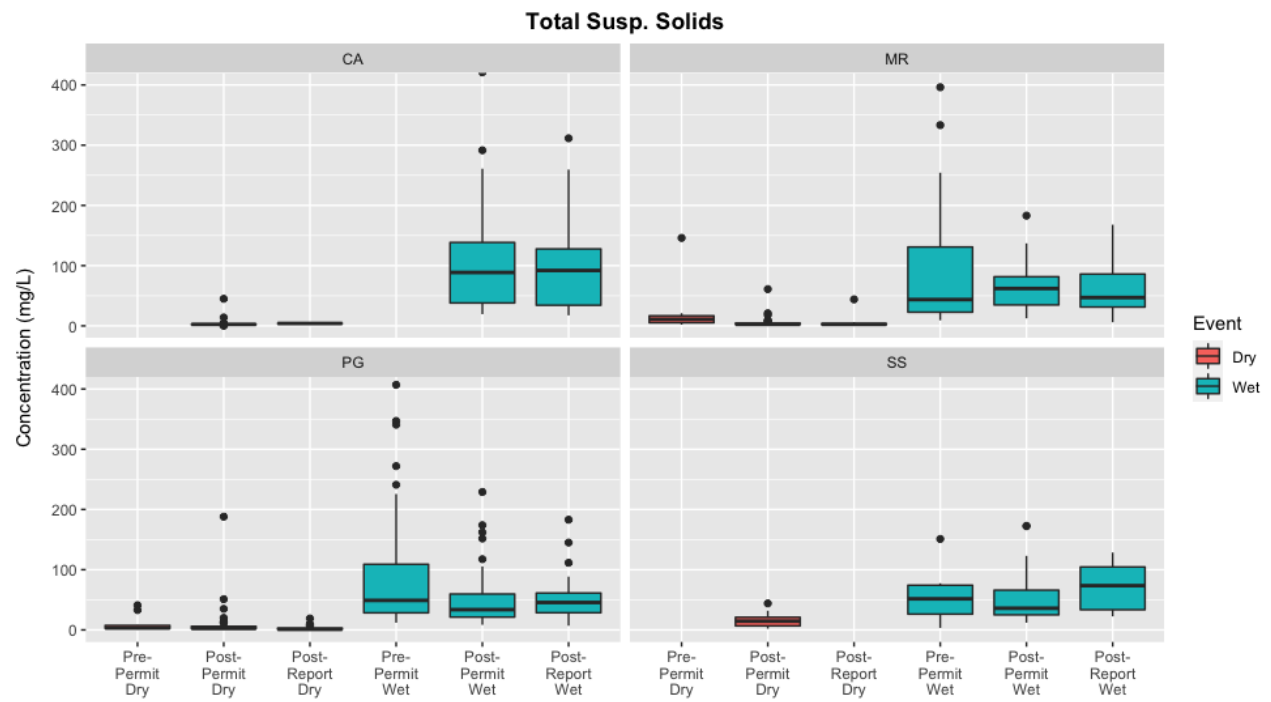 Total Susp. Solids
CA
MR
400
300
200
100
0
PG
SS
400
300
200
100
0
Concentration (mg/L)
Pre-
Permit
Dry
Post-
Permit
Dry
Post-
Report
Dry
Pre-
Permit
Wet
Post-
Permit
Wet
Post-
Report
Wet
Pre-
Permit
Dry
Post-
Permit
Dry
Post-
Report
Dry
Pre-
Permit
Wet
Post-
Permit
Wet
Post-
Report
Wet
Event
Dry
Wet